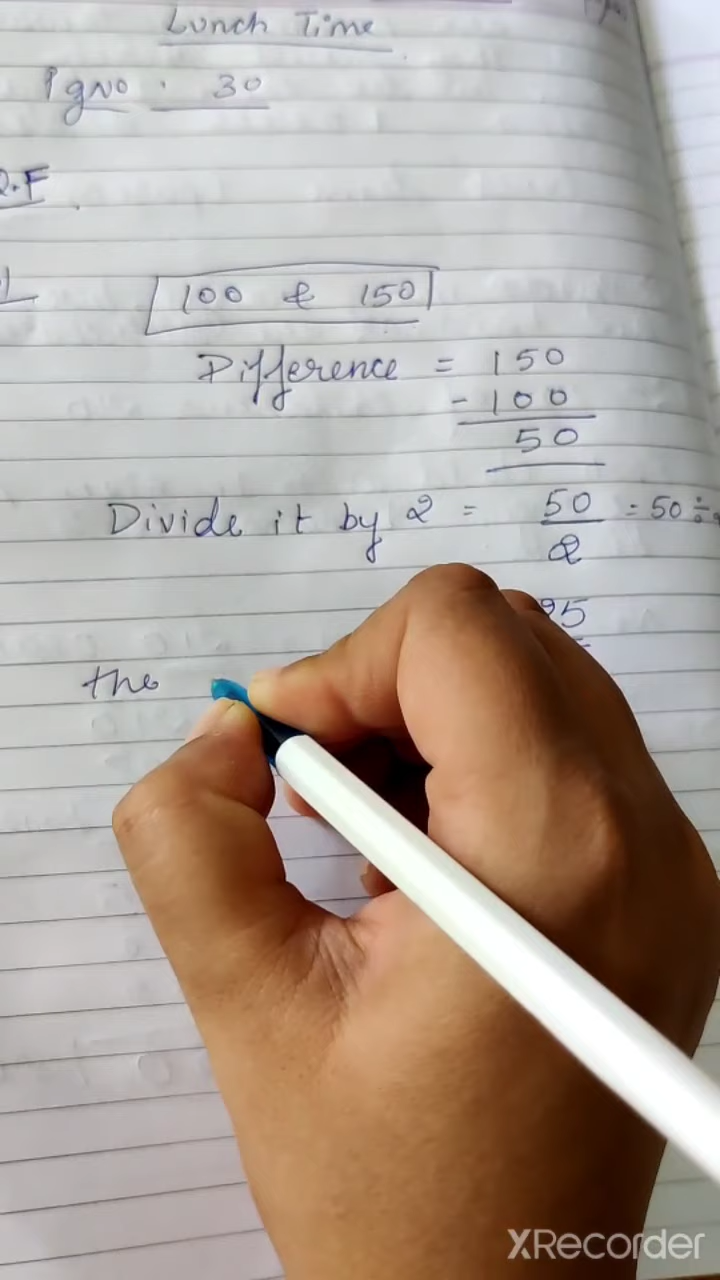 Lunch Time
Pg No . 30
Q.F
100 & 150
Difference = 150
- 100
50
Divide it by 2 = 50 = 50 ÷
2
25
the
XRecorder